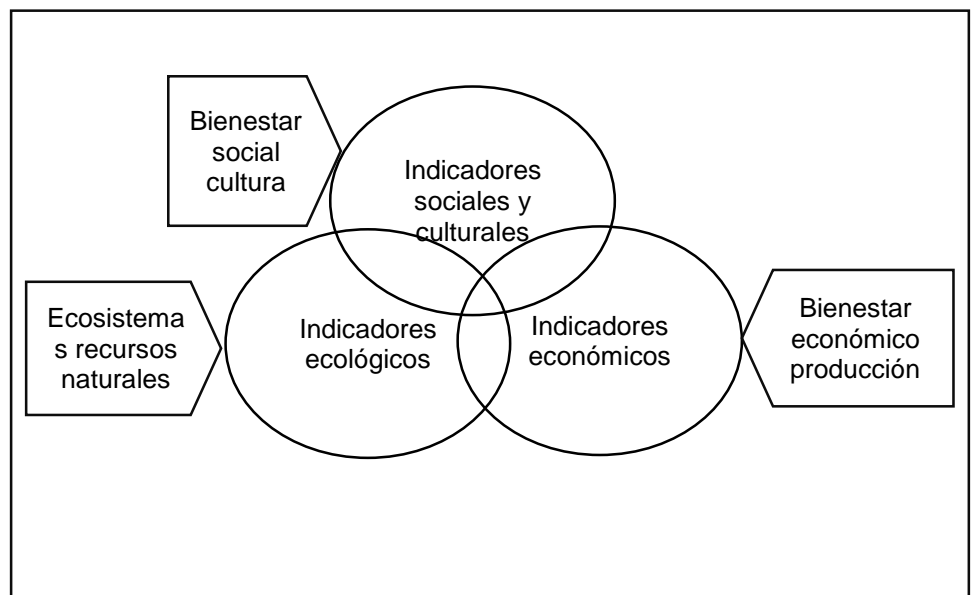 Bienestar
social
cultura
Indicadores
sociales y
culturales
Ecosistema
s recursos
naturales
Indicadores
ecológicos
Indicadores
económicos
Bienestar
económico
producción